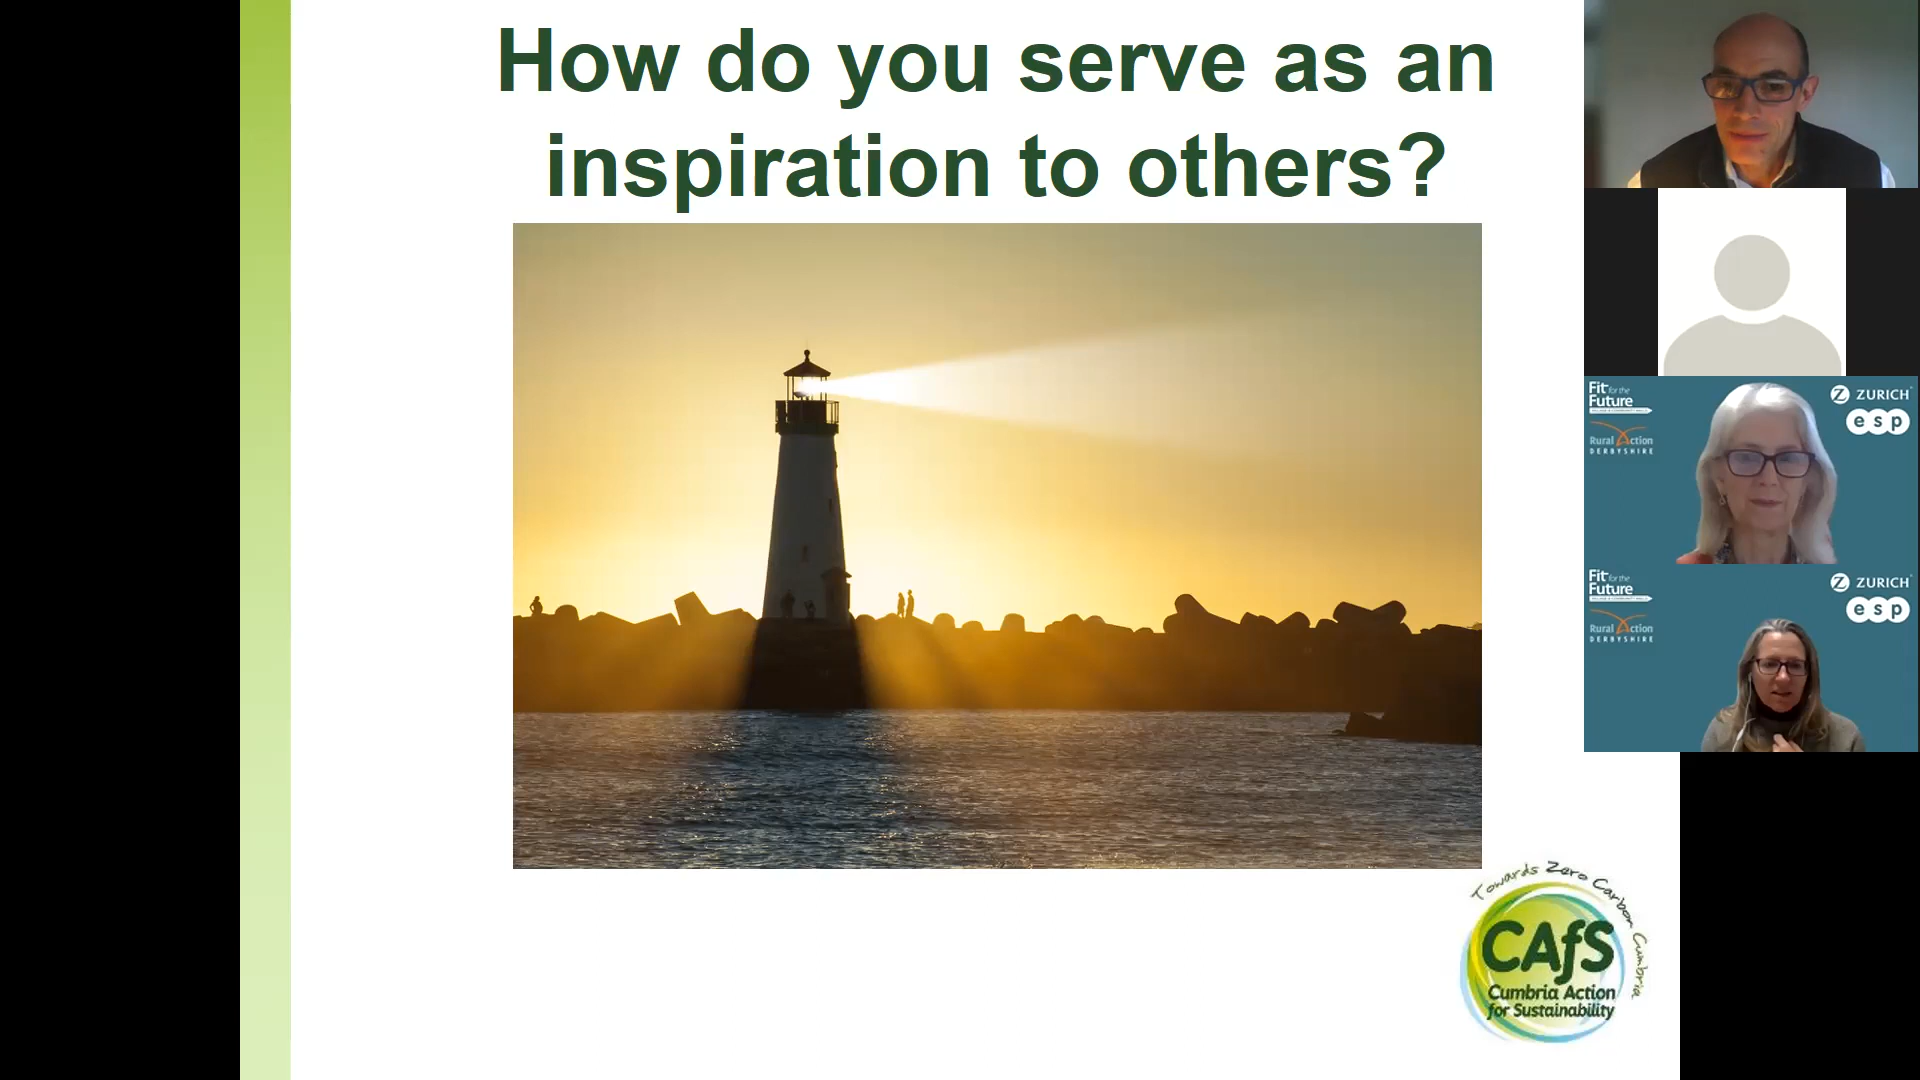 How do you serve as an
inspiration to others?
Fit for the
Future
ZURICH
esp
Rural Action
DERBYSHIRE
Fit for the
Future
ZURICH
esp
Rural Action
DERBYSHIRE
Towards Zero Carbon Cumbria
CAfS
Cumbria Action
for Sustainability